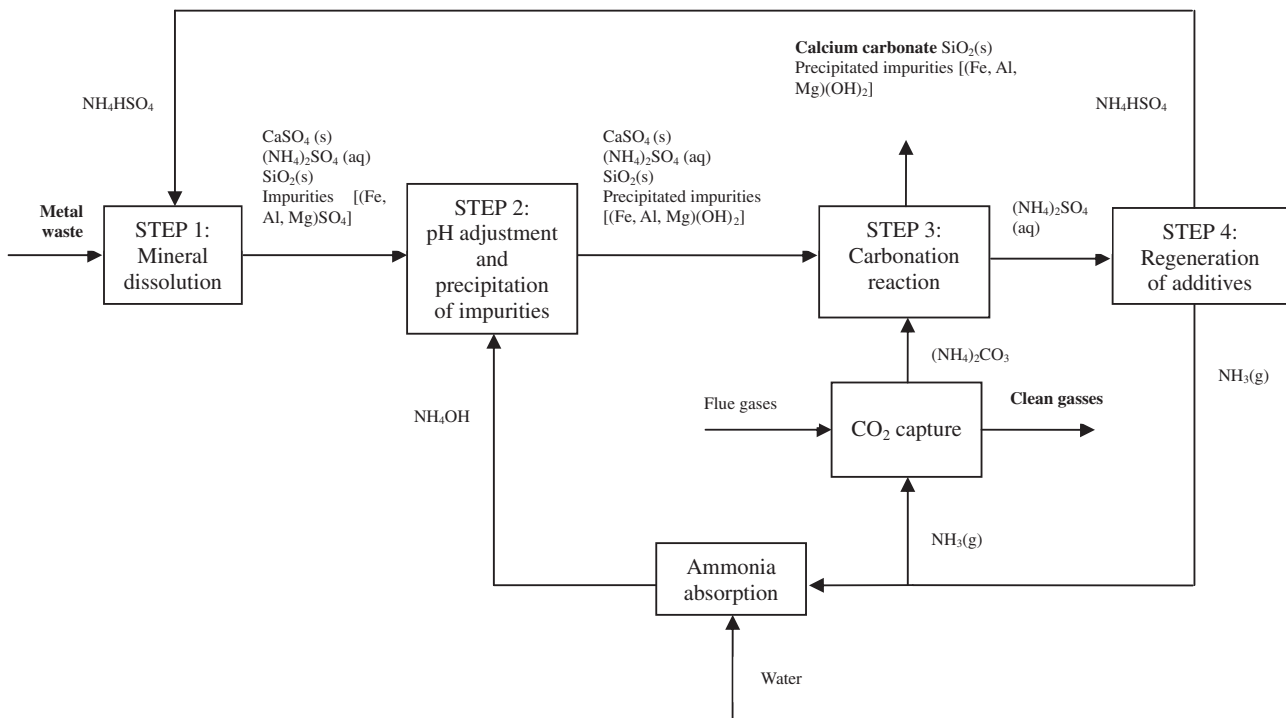 Calcium carbonate SiO₂(s)
Precipitated impurities [(Fe, Al,
Mg)(OH)₂]
NH₄HSO₄
NH₄HSO₄
CaSO₄ (s)
(NH₄)₂SO₄ (aq)
SiO₂(s)
Impurities [(Fe,
Al, Mg)SO₄]
CaSO₄ (s)
(NH₄)₂SO₄ (aq)
SiO₂(s)
Precipitated impurities
[(Fe, Al, Mg)(OH)₂]
Metal
waste
STEP 1:
Mineral
dissolution
STEP 2:
pH adjustment
and
precipitation
of impurities
STEP 3:
Carbonation
reaction
(NH₄)₂SO₄
(aq)
STEP 4:
Regeneration
of additives
(NH₄)₂CO₃
NH₃(g)
NH₄OH
Flue gases
CO₂ capture
Clean gasses
NH₃(g)
Ammonia
absorption
Water